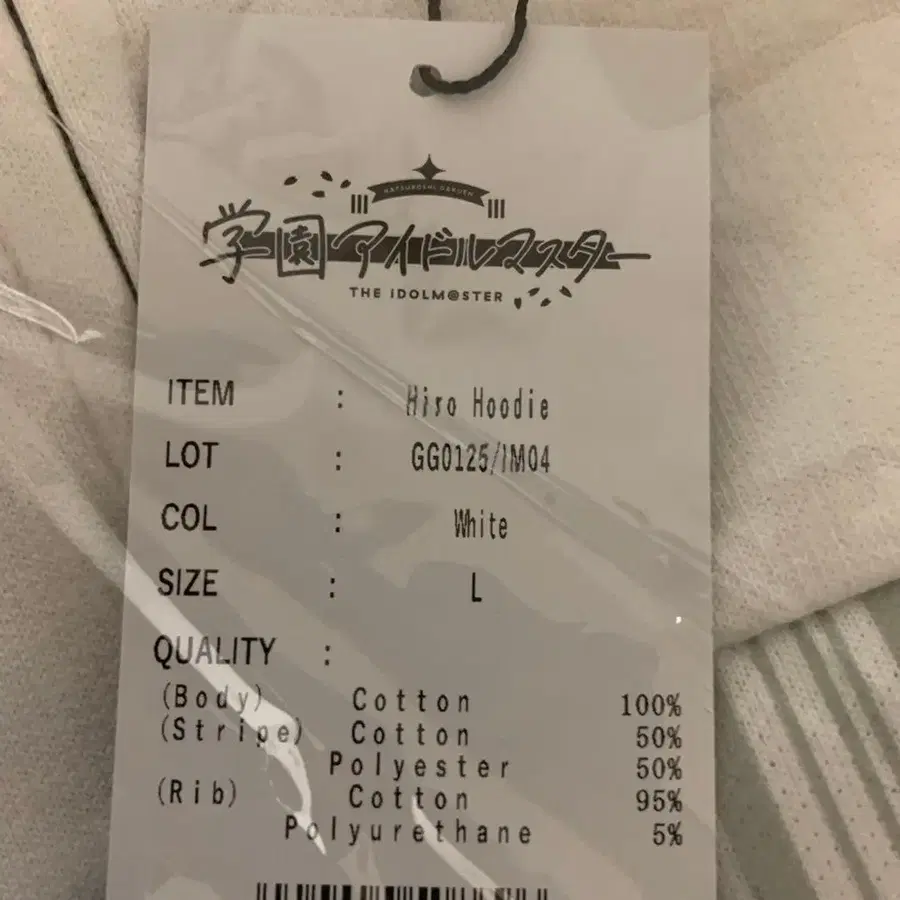 HATSUBOSHI GAKUEN
学園アイドルマスター
THE IDOLM@STER
ITEM : Hiro Hoodie
LOT : GG0125/IM04
COL : White
SIZE : L
QUALITY :
(Body) Cotton 100%
(Stripe) Cotton 50%
Polyester 50%
(Rib) Cotton 95%
Polyurethane 5%